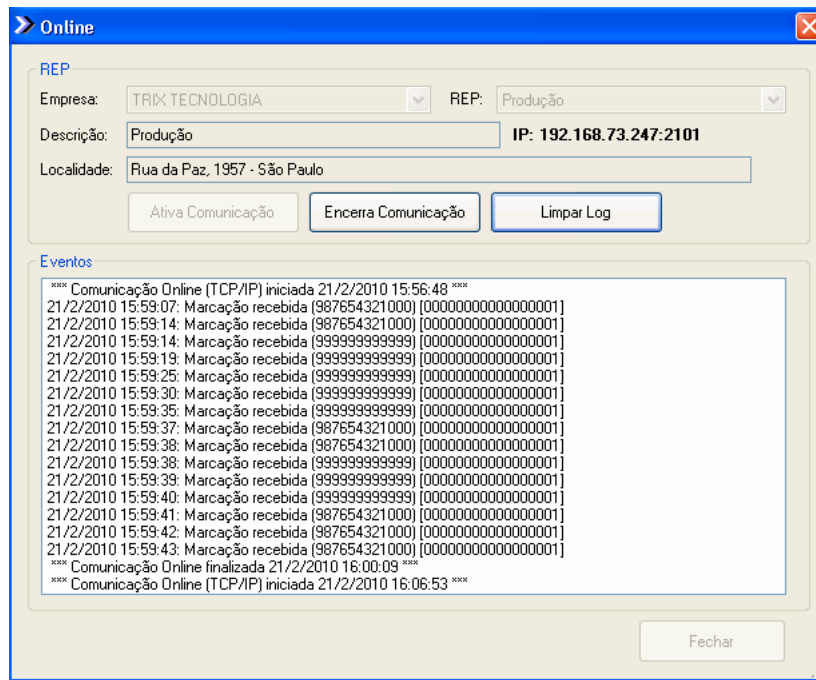 Online
REP
Empresa: TRIX TECNOLOGIA REP: Produção
Descrição: Produção IP: 192.168.73.247:2101
Localidade: Rua da Paz, 1957 - São Paulo
Ativa Comunicação Encerra Comunicação Limpar Log
Eventos
*** Comunicação Online (TCP/IP) iniciada 21/2/2010 15:56:48 ***
21/2/2010 15:59:07: Marcação recebida (987654321000) [00000000000000001]
21/2/2010 15:59:14: Marcação recebida (987654321000) [00000000000000001]
21/2/2010 15:59:14: Marcação recebida (999999999999) [00000000000000001]
21/2/2010 15:59:19: Marcação recebida (999999999999) [00000000000000001]
21/2/2010 15:59:25: Marcação recebida (999999999999) [00000000000000001]
21/2/2010 15:59:30: Marcação recebida (999999999999) [00000000000000001]
21/2/2010 15:59:35: Marcação recebida (999999999999) [00000000000000001]
21/2/2010 15:59:37: Marcação recebida (987654321000) [00000000000000001]
21/2/2010 15:59:38: Marcação recebida (987654321000) [00000000000000001]
21/2/2010 15:59:38: Marcação recebida (999999999999) [00000000000000001]
21/2/2010 15:59:39: Marcação recebida (999999999999) [00000000000000001]
21/2/2010 15:59:40: Marcação recebida (999999999999) [00000000000000001]
21/2/2010 15:59:41: Marcação recebida (987654321000) [00000000000000001]
21/2/2010 15:59:42: Marcação recebida (987654321000) [00000000000000001]
21/2/2010 15:59:43: Marcação recebida (987654321000) [00000000000000001]
*** Comunicação Online finalizada 21/2/2010 16:00:09 ***
*** Comunicação Online (TCP/IP) iniciada 21/2/2010 16:06:53 ***
Fechar